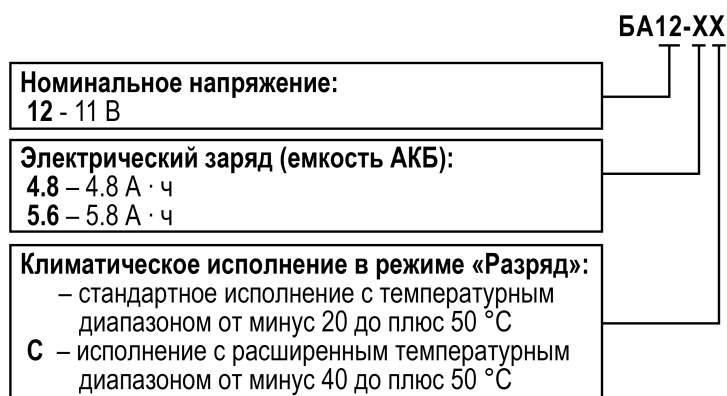 БА12-ХХ
Номинальное напряжение:
12 - 11 В
Электрический заряд (емкость АКБ):
4.8 – 4.8 А · ч
5.6 – 5.8 А · ч
Климатическое исполнение в режиме «Разряд»:
– стандартное исполнение с температурным
диапазоном от минус 20 до плюс 50 °С
С – исполнение с расширенным температурным
диапазоном от минус 40 до плюс 50 °С